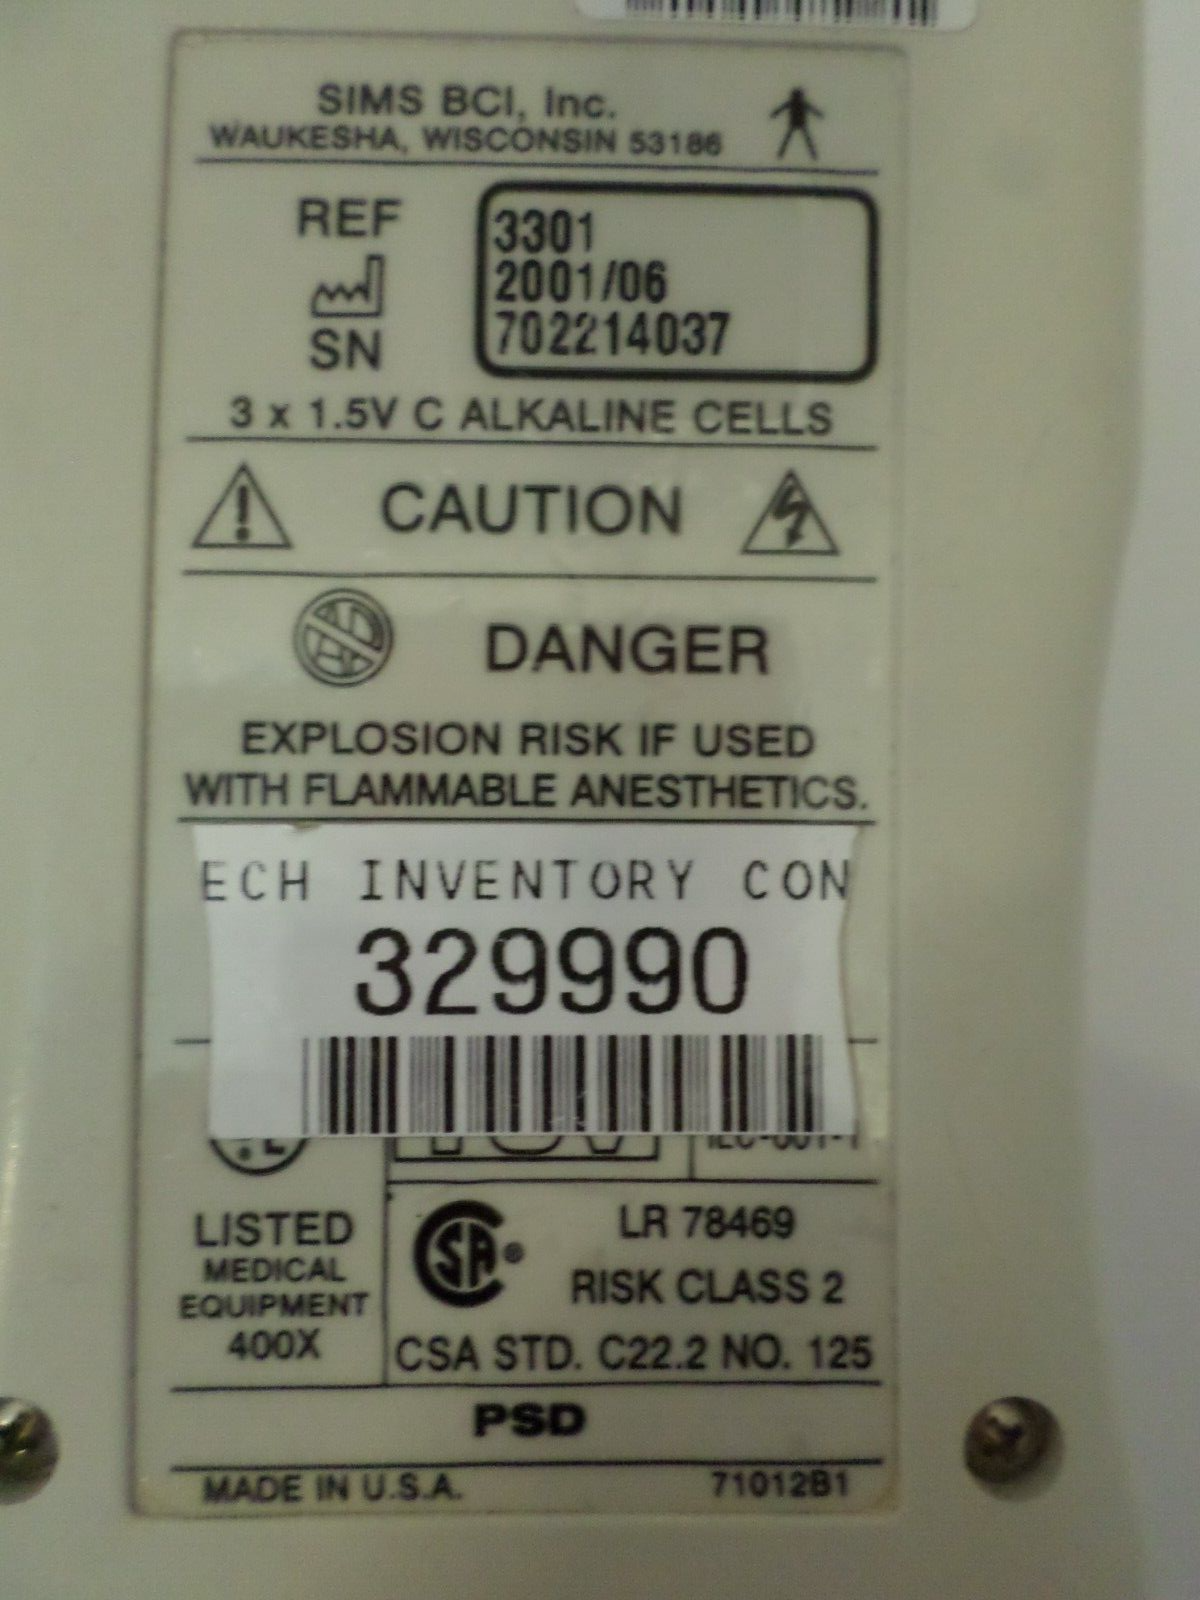 SIMS BCI, Inc.
WAUKESHA, WISCONSIN 53186
REF 3301
2001/06
SN 702214037
3 x 1.5V C ALKALINE CELLS
CAUTION
DANGER
EXPLOSION RISK IF USED
WITH FLAMMABLE ANESTHETICS.
ECH INVENTORY CON
329990
LISTED
MEDICAL
EQUIPMENT
400X
SA®
LR 78469
RISK CLASS 2
CSA STD. C22.2 NO. 125
PSD
MADE IN U.S.A. 71012B1